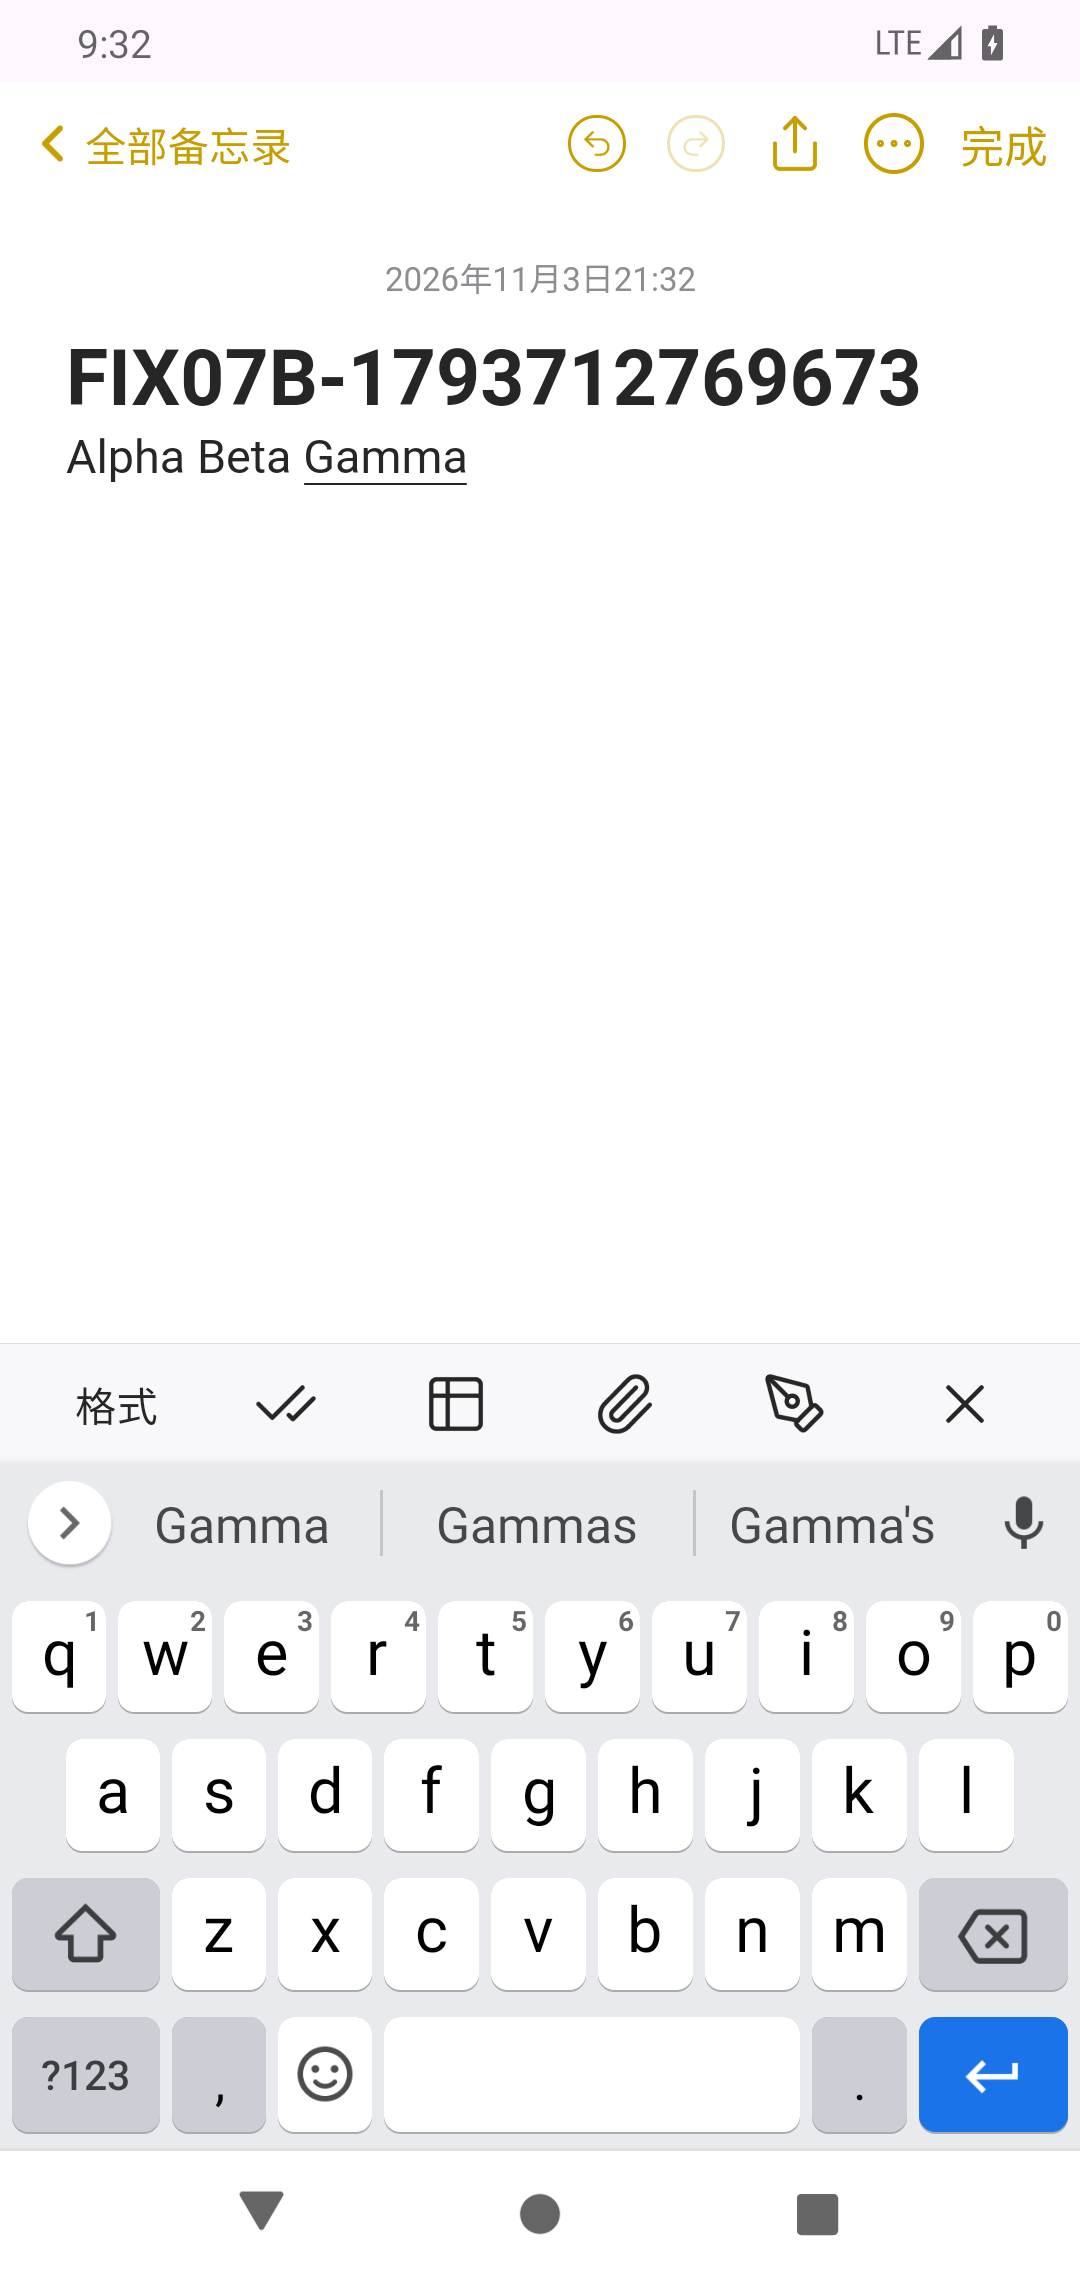 9:32
LTE
全部备忘录
完成
2026年11月3日21:32
FIX07B-1793712769673
Alpha Beta Gamma
格式
Gamma
Gammas
Gamma's
q 1 w 2 e 3 r 4 t 5 y 6 u 7 i 8 o 9 p 0
a s d f g h j k l
z x c v b n m
?123 , .